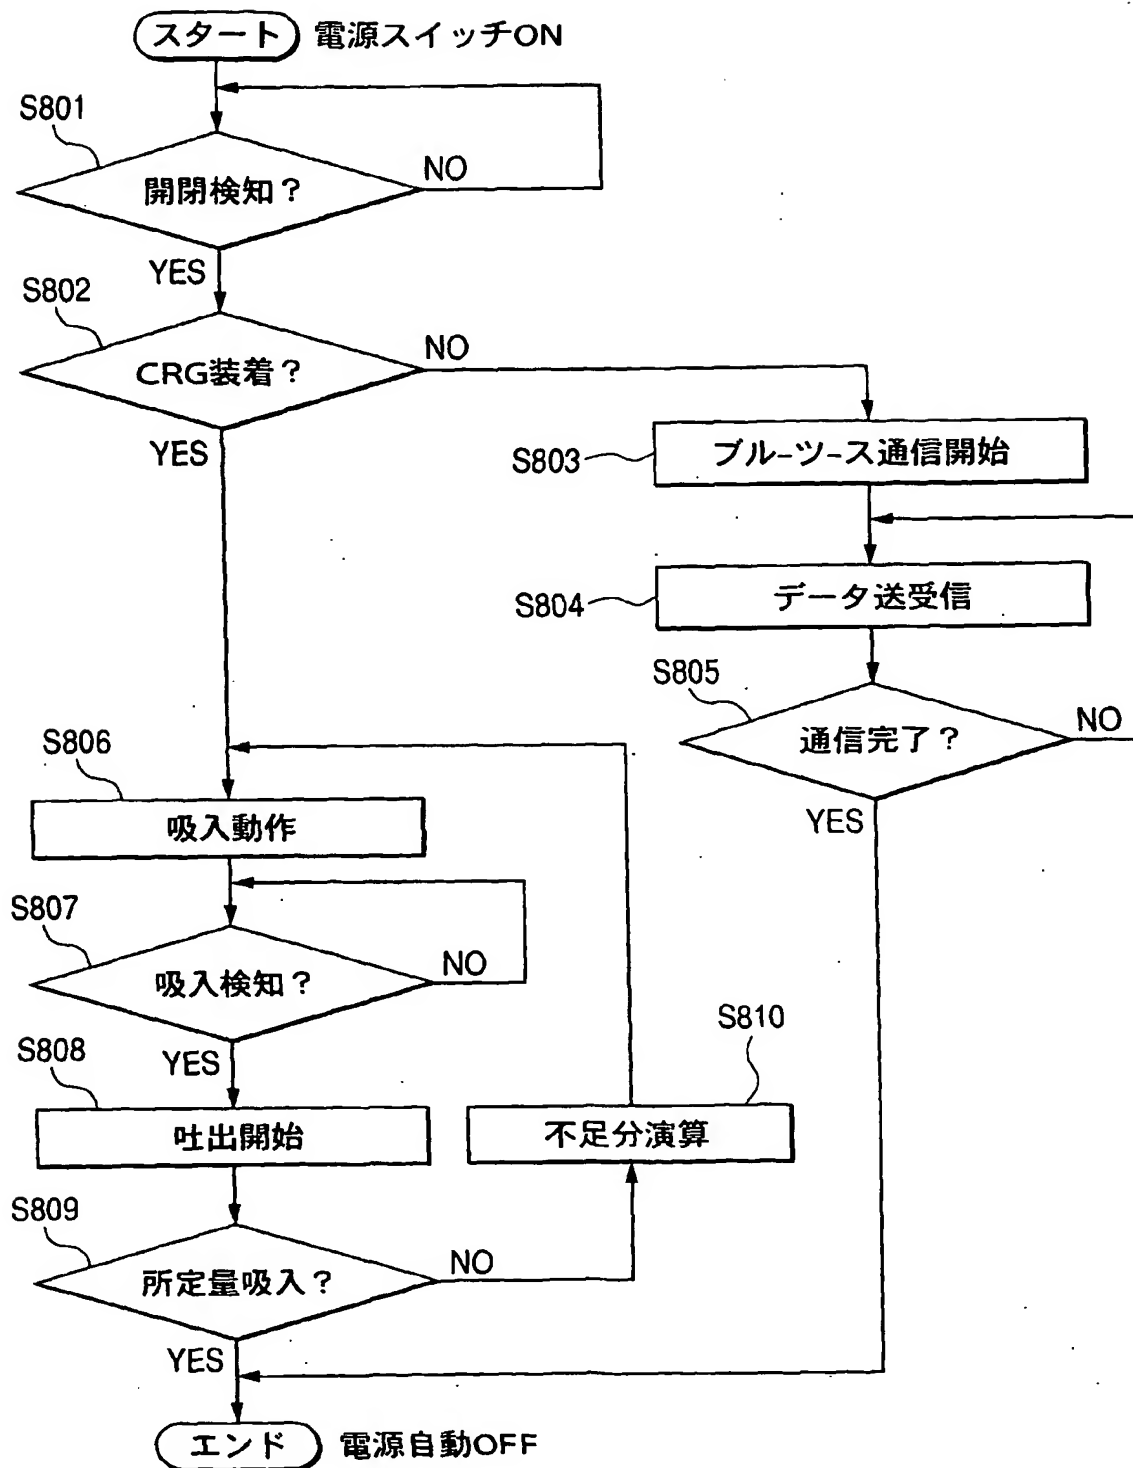 スタート 電源スイッチON
S801
開閉検知？
NO
YES
S802
CRG装着？
NO
YES
S803
ブル-ツ-ス通信開始
S804
データ送受信
S805
通信完了？
NO
YES
S806
吸入動作
S807
吸入検知？
NO
YES
S808
吐出開始
S810
不足分演算
S809
所定量吸入？
NO
YES
エンド 電源自動OFF